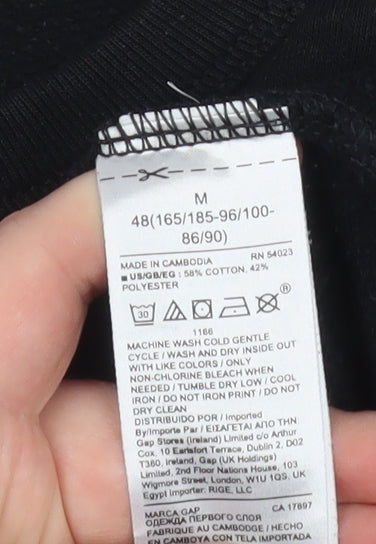 M
48(165/185-96/100-
86/90)
MADE IN CAMBODIA RN 54023
■ US/GB/EG : 58% COTTON, 42%
POLYESTER
30 ®
1166
MACHINE WASH COLD GENTLE
CYCLE / WASH AND DRY INSIDE OUT
WITH LIKE COLORS / ONLY
NON-CHLORINE BLEACH WHEN
NEEDED / TUMBLE DRY LOW / COOL
IRON / DO NOT IRON PRINT / DO NOT
DRY CLEAN
DISTRIBUIDO POR / Imported
By/Importe Par / ΕΙΣΑΓΕΤΑΙ ΑΠΟ ΤΗΝ
Gap Stores (Ireland) Limited c/o Arthur
Cox, 10 Earlsfort Terrace, Dublin 2, D02
T380, Ireland, Gap (UK Holdings)
Limited, 2nd Floor Nations House, 103
Wigmore Street, London, W1U 1QS, UK
Egypt Importer: RIGE, LLC
MARCA GAP CA 17897
ОДЕЖДА ПЕРВОГО СЛОЯ
FABRIQUÉ AU CAMBODGE / HECHO
EN CAMBOYA CON TELA IMPORTADA